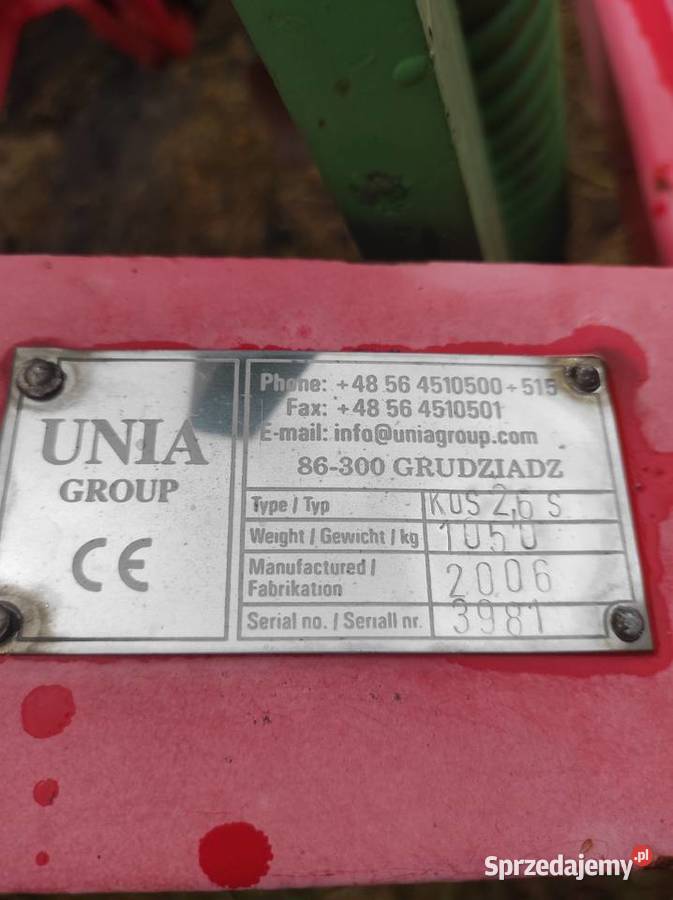 UNIA
GROUP
CE
Phone: +48 56 4510500÷515
Fax: +48 56 4510501
E-mail: info@uniagroup.com
86-300 GRUDZIADZ
Type / Typ KOS 2,6 S
Weight / Gewicht / kg 1050
Manufactured / Fabrikation 2006
Serial no. / Seriall nr. 3981
Sprzedajemy.pl